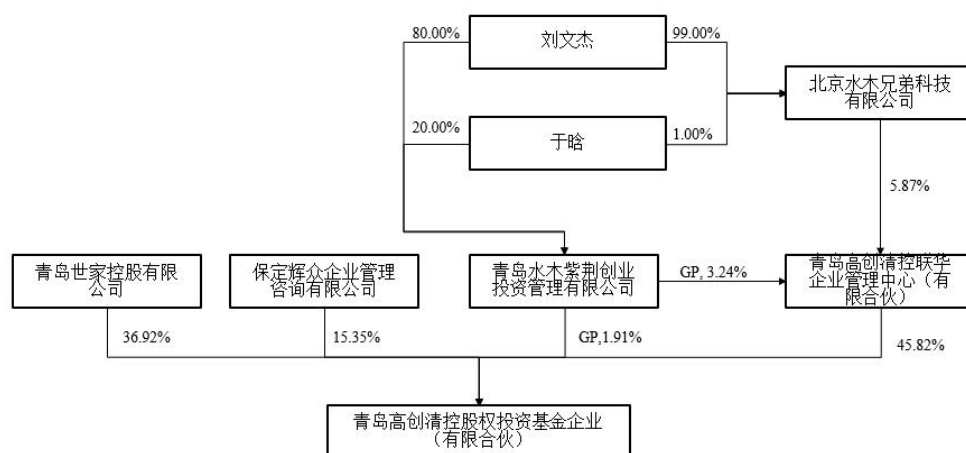 80.00%
刘文杰
99.00%
北京水木兄弟科技
有限公司
20.00%
于晗
1.00%
5.87%
青岛世家控股有限
公司
保定辉众企业管理
咨询有限公司
青岛水木紫荆创业
投资管理有限公司
GP, 3.24%
青岛高创清控联华
企业管理中心（有
限合伙）
36.92%
15.35%
GP,1.91%
45.82%
青岛高创清控股权投资基金企业
（有限合伙）